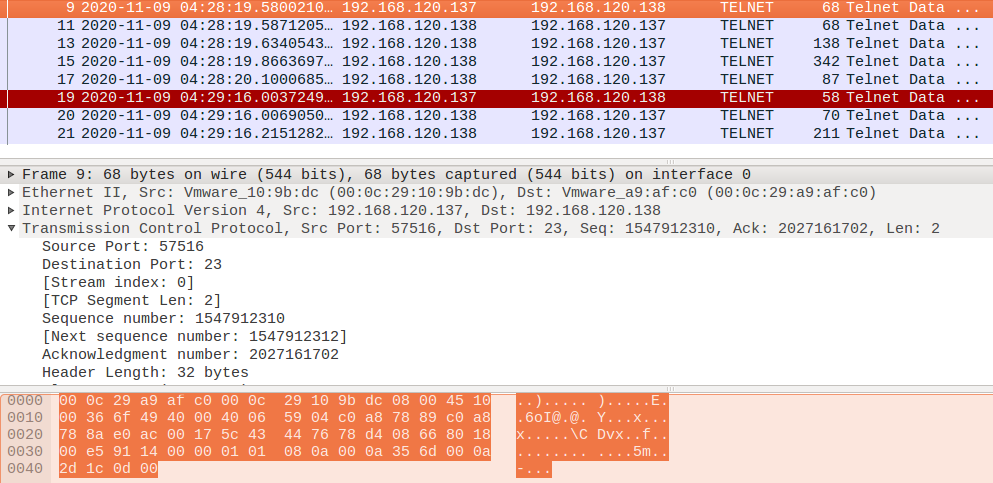 9 2020-11-09 04:28:19.5800210… 192.168.120.137 192.168.120.138 TELNET 68 Telnet Data ...
11 2020-11-09 04:28:19.5871205… 192.168.120.138 192.168.120.137 TELNET 68 Telnet Data ...
13 2020-11-09 04:28:19.6340543… 192.168.120.138 192.168.120.137 TELNET 138 Telnet Data ...
15 2020-11-09 04:28:19.8663697… 192.168.120.138 192.168.120.137 TELNET 342 Telnet Data ...
17 2020-11-09 04:28:20.1000685… 192.168.120.138 192.168.120.137 TELNET 87 Telnet Data ...
19 2020-11-09 04:29:16.0037249… 192.168.120.137 192.168.120.138 TELNET 58 Telnet Data ...
20 2020-11-09 04:29:16.0069050… 192.168.120.138 192.168.120.137 TELNET 70 Telnet Data ...
21 2020-11-09 04:29:16.2151282… 192.168.120.138 192.168.120.137 TELNET 211 Telnet Data ...
Frame 9: 68 bytes on wire (544 bits), 68 bytes captured (544 bits) on interface 0
Ethernet II, Src: Vmware_10:9b:dc (00:0c:29:10:9b:dc), Dst: Vmware_a9:af:c0 (00:0c:29:a9:af:c0)
Internet Protocol Version 4, Src: 192.168.120.137, Dst: 192.168.120.138
Transmission Control Protocol, Src Port: 57516, Dst Port: 23, Seq: 1547912310, Ack: 2027161702, Len: 2
Source Port: 57516
Destination Port: 23
[Stream index: 0]
[TCP Segment Len: 2]
Sequence number: 1547912310
[Next sequence number: 1547912312]
Acknowledgment number: 2027161702
Header Length: 32 bytes
0000 00 0c 29 a9 af c0 00 0c 29 10 9b dc 08 00 45 10 ..)..... ).....E.
0010 00 36 6f 49 40 00 40 06 59 04 c0 a8 78 89 c0 a8 .6oI@.@. Y...x...
0020 78 8a e0 ac 00 17 5c 43 44 76 78 d4 08 66 80 18 x.....\C Dvx..f..
0030 00 e5 91 14 00 00 01 01 08 0a 00 0a 35 6d 00 0a ........ ....5m..
0040 2d 1c 0d 00 -...